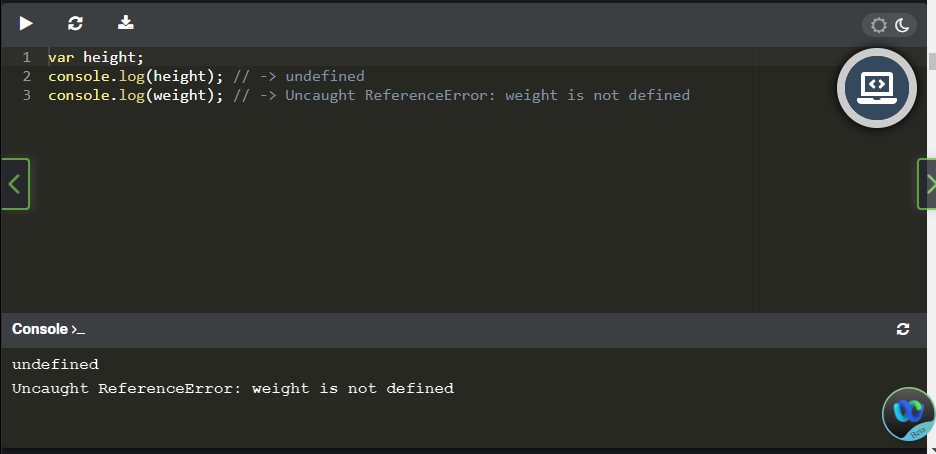 1 var height;
2 console.log(height); // -> undefined
3 console.log(weight); // -> Uncaught ReferenceError: weight is not defined
Console >_
undefined
Uncaught ReferenceError: weight is not defined
Beta